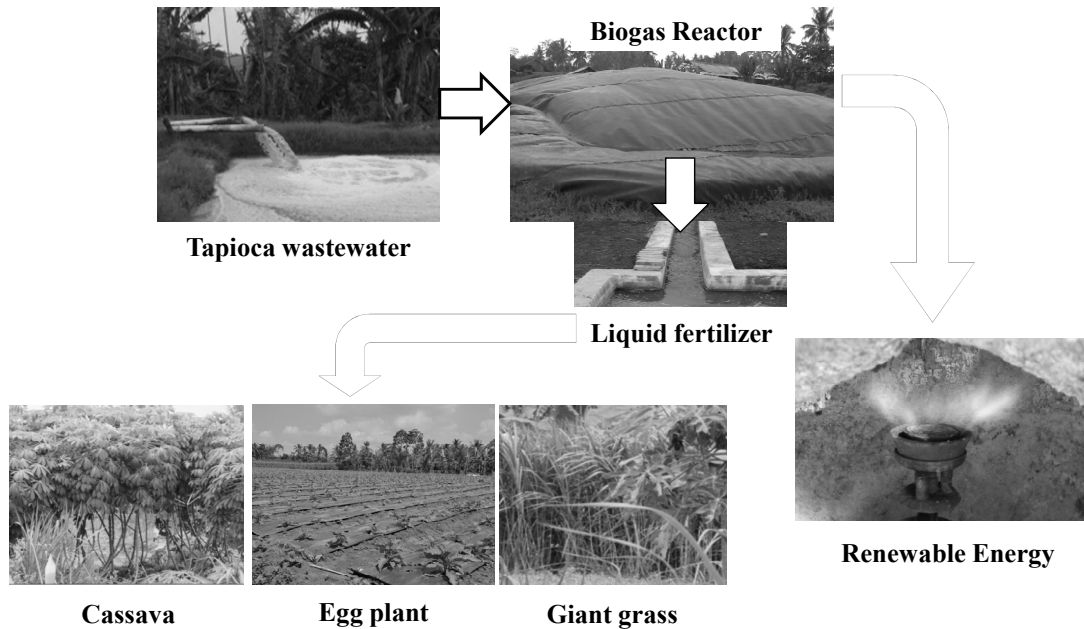 Biogas Reactor
Tapioca wastewater
Liquid fertilizer
Renewable Energy
Cassava
Egg plant
Giant grass